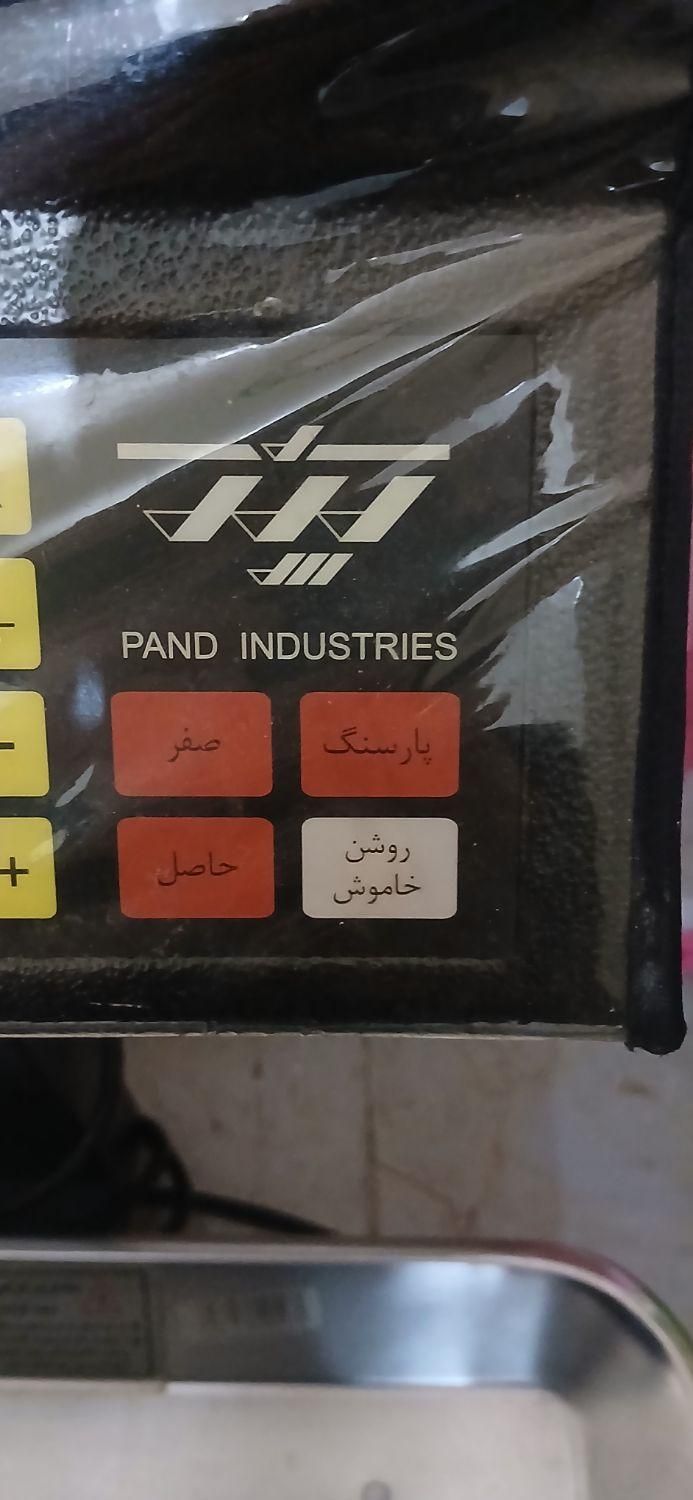 PAND INDUSTRIES
صفر
پارسنگ
حاصل
روشن
خاموش
+